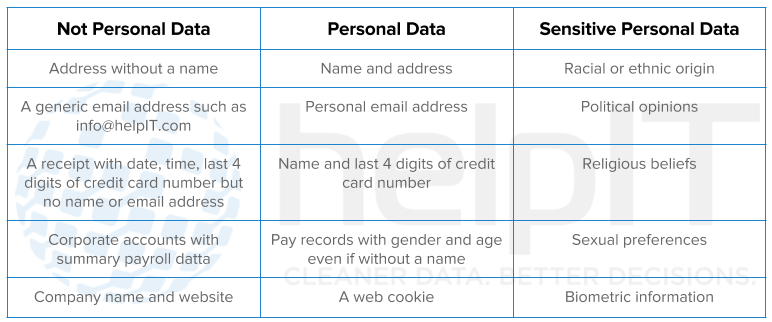 Not Personal Data
Personal Data
Sensitive Personal Data
Address without a name
Name and address
Racial or ethnic origin
A generic email address such as
info@helpIT.com
Personal email address
Political opinions
A receipt with date, time, last 4
digits of credit card number but
no name or email address
Name and last 4 digits of credit
card number
Religious beliefs
Corporate accounts with
summary payroll datta
Pay records with gender and age
even if without a name
Sexual preferences
Company name and website
A web cookie
Biometric information
helpIT
CLEANER DATA. BETTER DECISIONS.